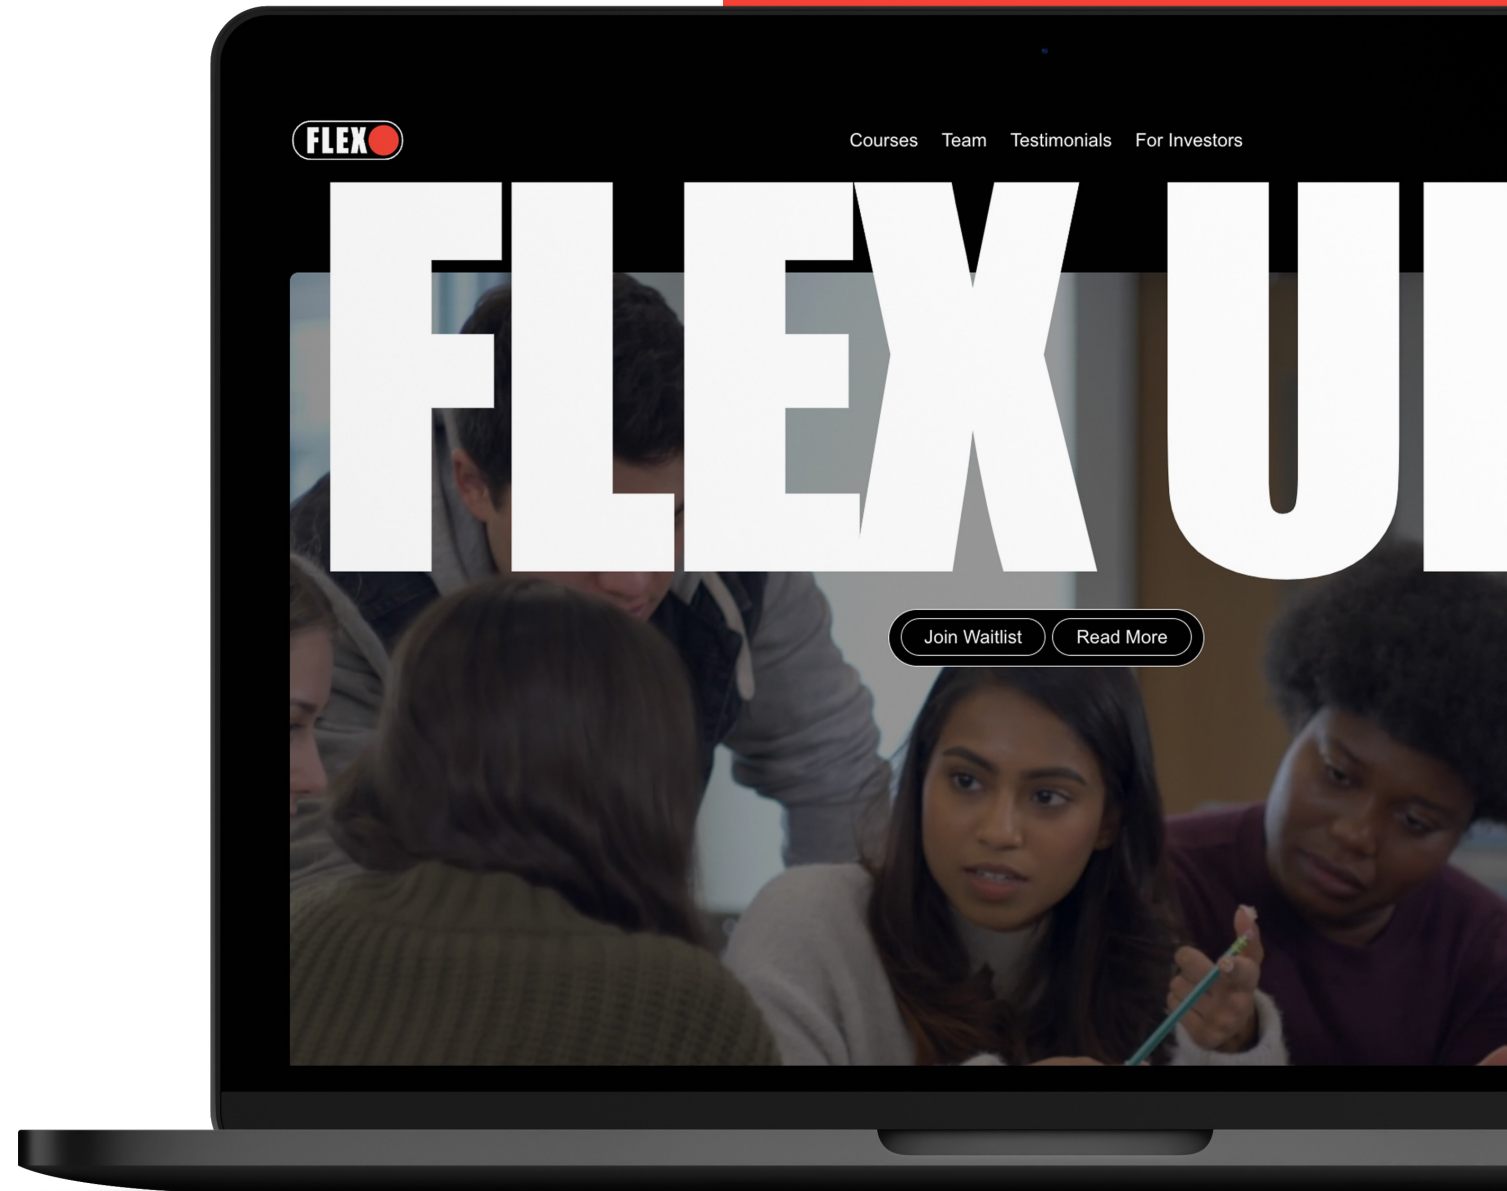 FLEX
Courses Team Testimonials For Investors
FLEX U
Join Waitlist Read More